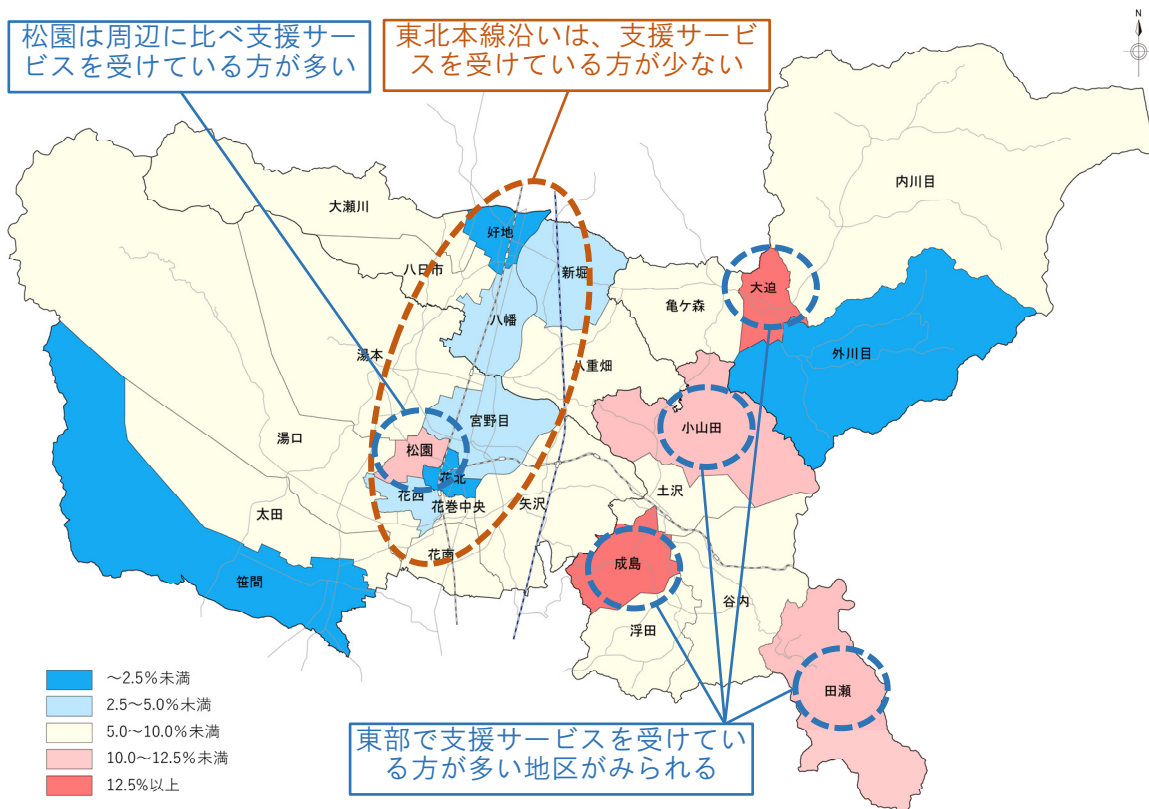 松園は周辺に比べ支援サー
ビスを受けている方が多い
東北本線沿いは、支援サービ
スを受けている方が少ない
N
内川目
大瀬川
好地
八日市
新堀
大迫
亀ケ森
八幡
外川目
湯本
八重畑
宮野目
小山田
湯口
松園
花北
土沢
花西
花巻中央
矢沢
太田
花南
成島
笹間
谷内
浮田
田瀬
～2.5%未満
2.5～5.0%未満
5.0～10.0%未満
10.0～12.5%未満
12.5%以上
東部で支援サービスを受けてい
る方が多い地区がみられる